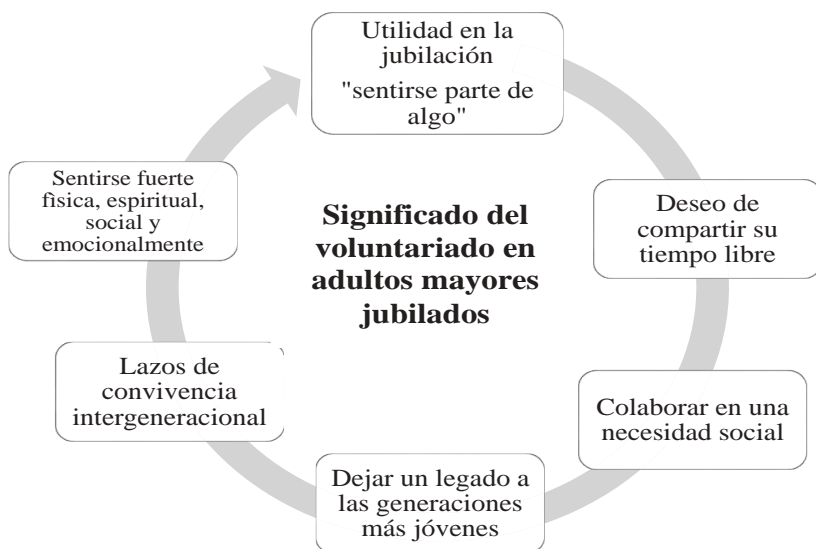 Utilidad en la
jubilación
"sentirse parte de
algo"
Deseo de
compartir su
tiempo libre
Colaborar en una
necesidad social
Dejar un legado a
las generaciones
más jóvenes
Lazos de
convivencia
intergeneracional
Sentirse fuerte
fìsica, espiritual,
social y
emocionalmente
Significado del
voluntariado en
adultos mayores
jubilados